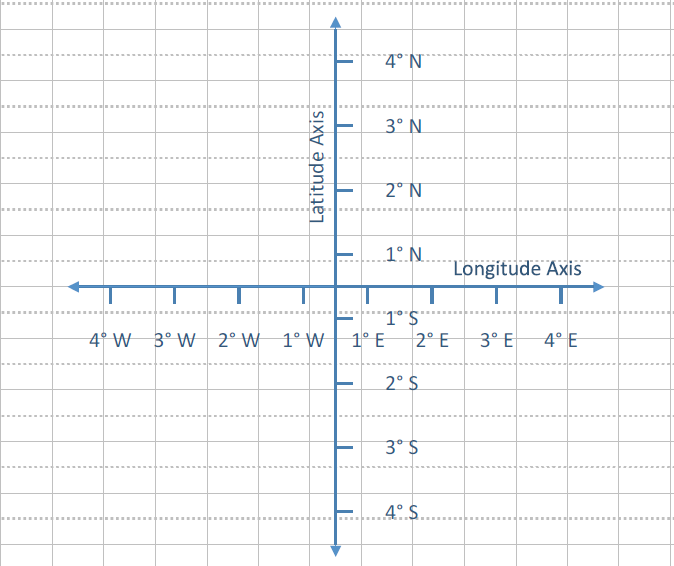 4° N
3° N
Latitude Axis
2° N
1° N
Longitude Axis
1° S
4° W 3° W 2° W 1° W 1° E 2° E 3° E 4° E
2° S
3° S
4° S